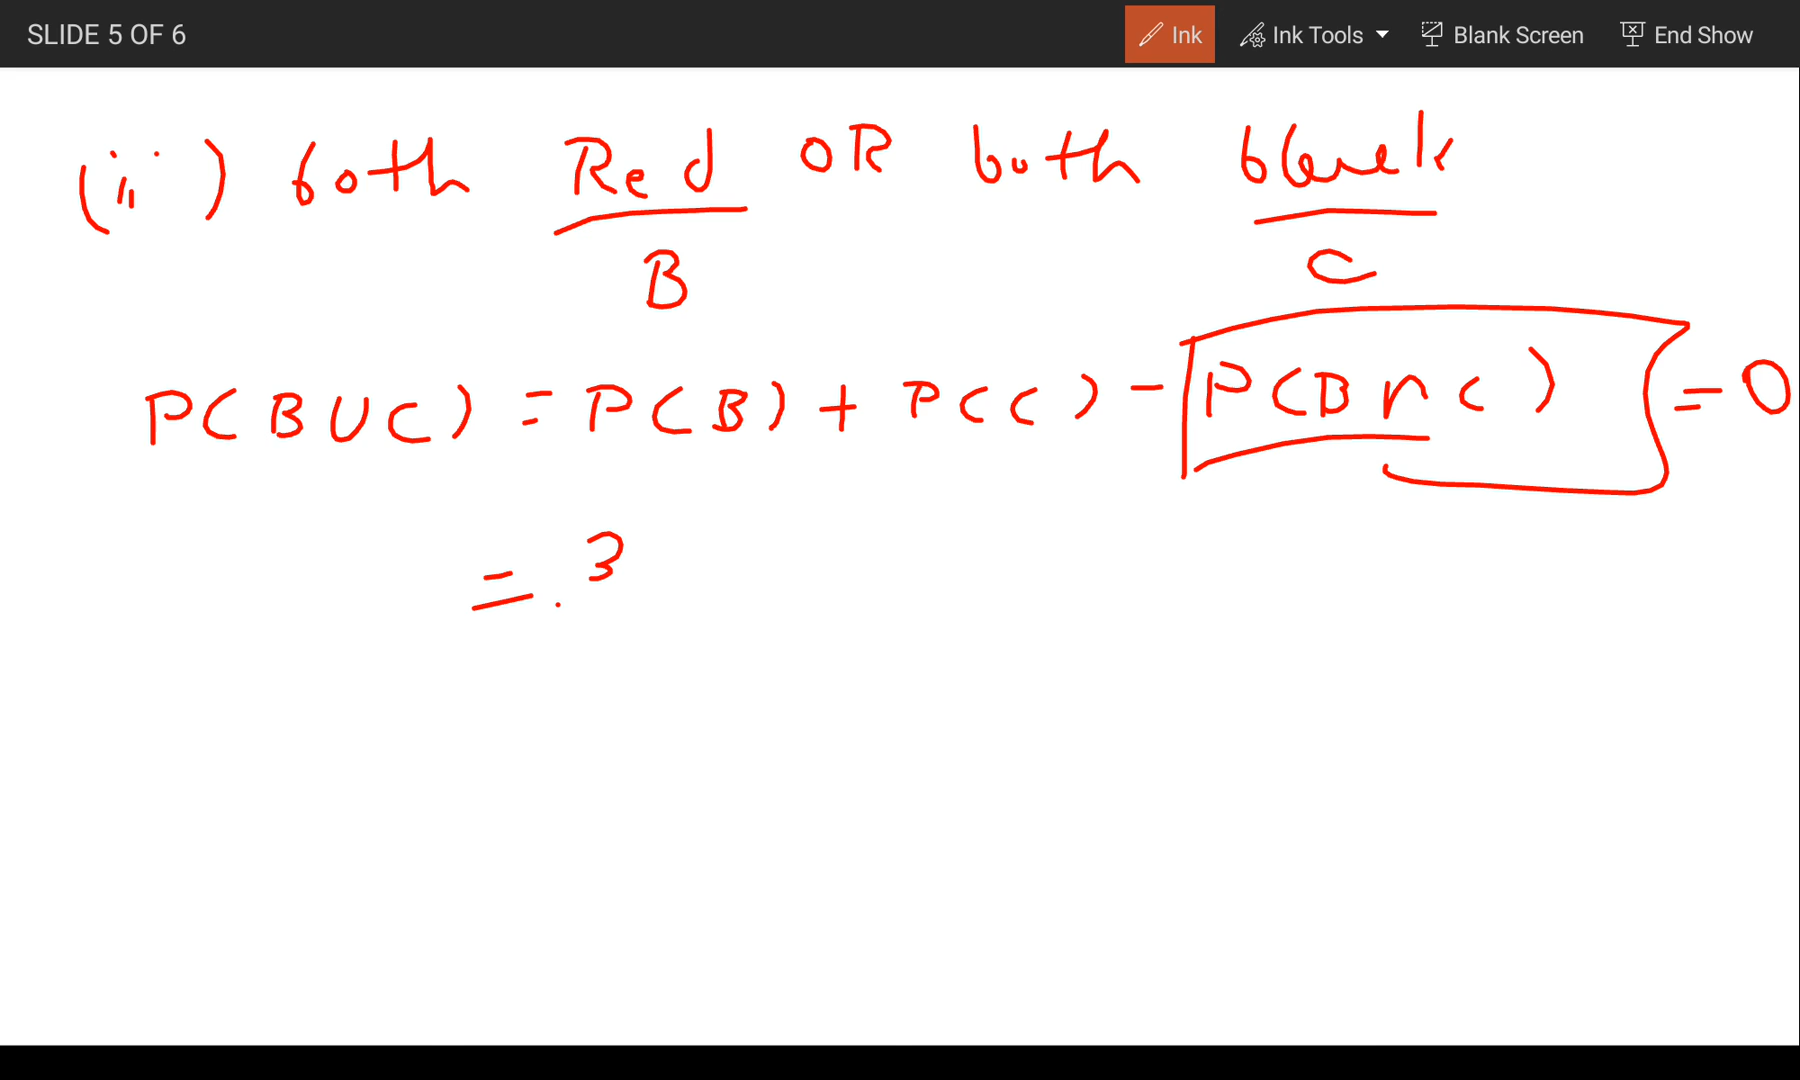 SLIDE 5 OF 6 Ink Ink Tools Blank Screen End Show
(ii) both Red OR both black
B C
P(B∪C) = P(B) + P(C) - P(B∩C) = 0
= . 3